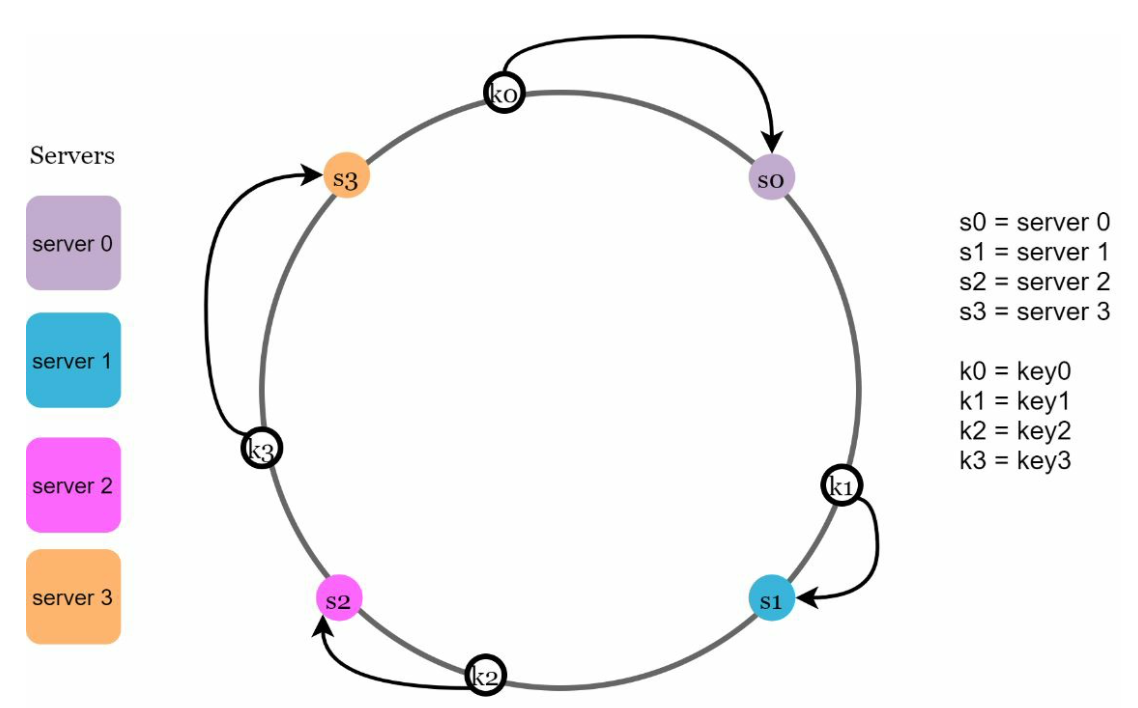 Servers
server 0
server 1
server 2
server 3
k0
s0
s3
k3
k1
s1
s2
k2
s0 = server 0
s1 = server 1
s2 = server 2
s3 = server 3
k0 = key0
k1 = key1
k2 = key2
k3 = key3